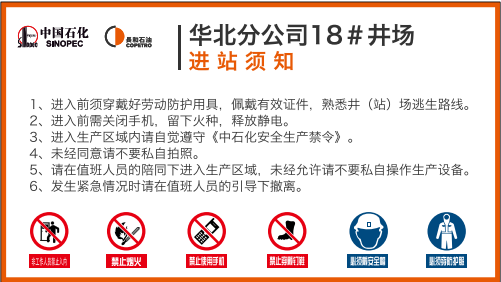 中国石化
SINOPEC
长和石油
COPETRO
华北分公司18#井场
进站须知
1、进入前须穿戴好劳动防护用具，佩戴有效证件，熟悉井（站）场逃生路线。
2、进入前需关闭手机，留下火种，释放静电。
3、进入生产区域内请自觉遵守《中石化安全生产禁令》。
4、未经同意请不要私自拍照。
5、请在值班人员的陪同下进入生产区域，未经允许请不要私自操作生产设备。
6、发生紧急情况时请在值班人员的引导下撤离。
非工作人员禁止入内
禁止烟火
禁止使用手机
禁止穿带钉鞋
必须戴安全帽
必须穿防护服